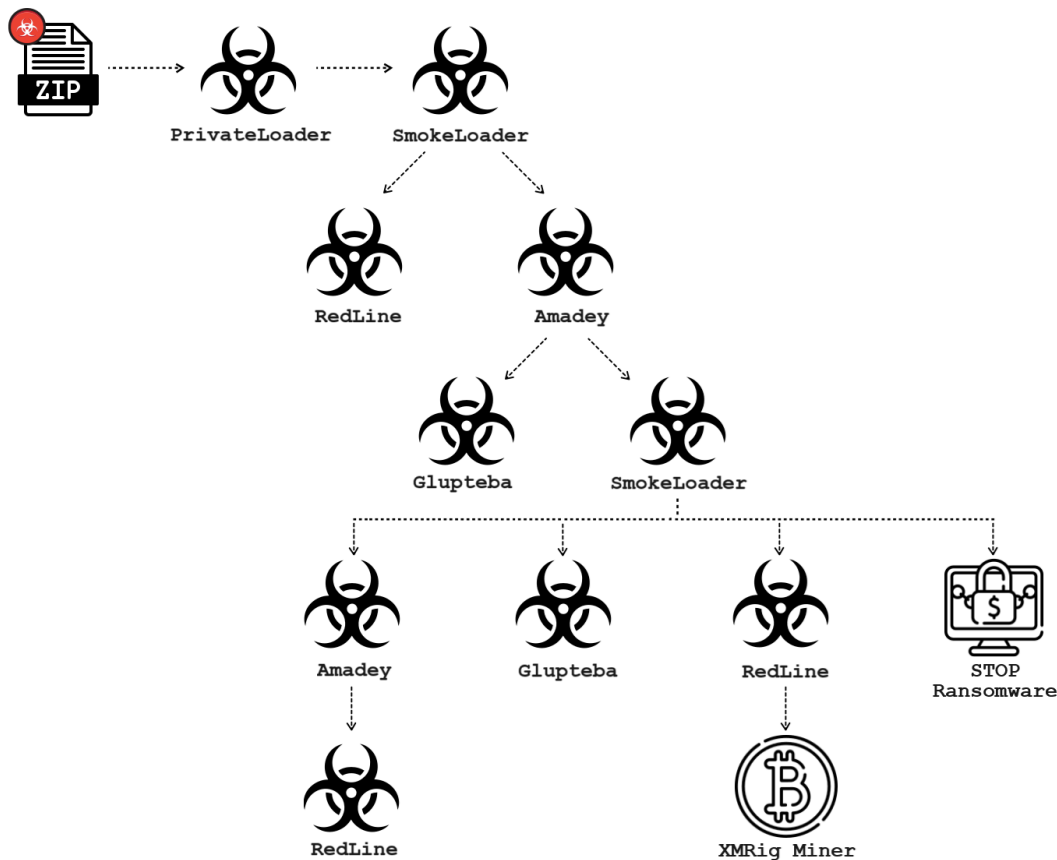 ZIP
PrivateLoader
SmokeLoader
RedLine
Amadey
Glupteba
SmokeLoader
Amadey
Glupteba
RedLine
STOP
Ransomware
$
RedLine
XMRig Miner